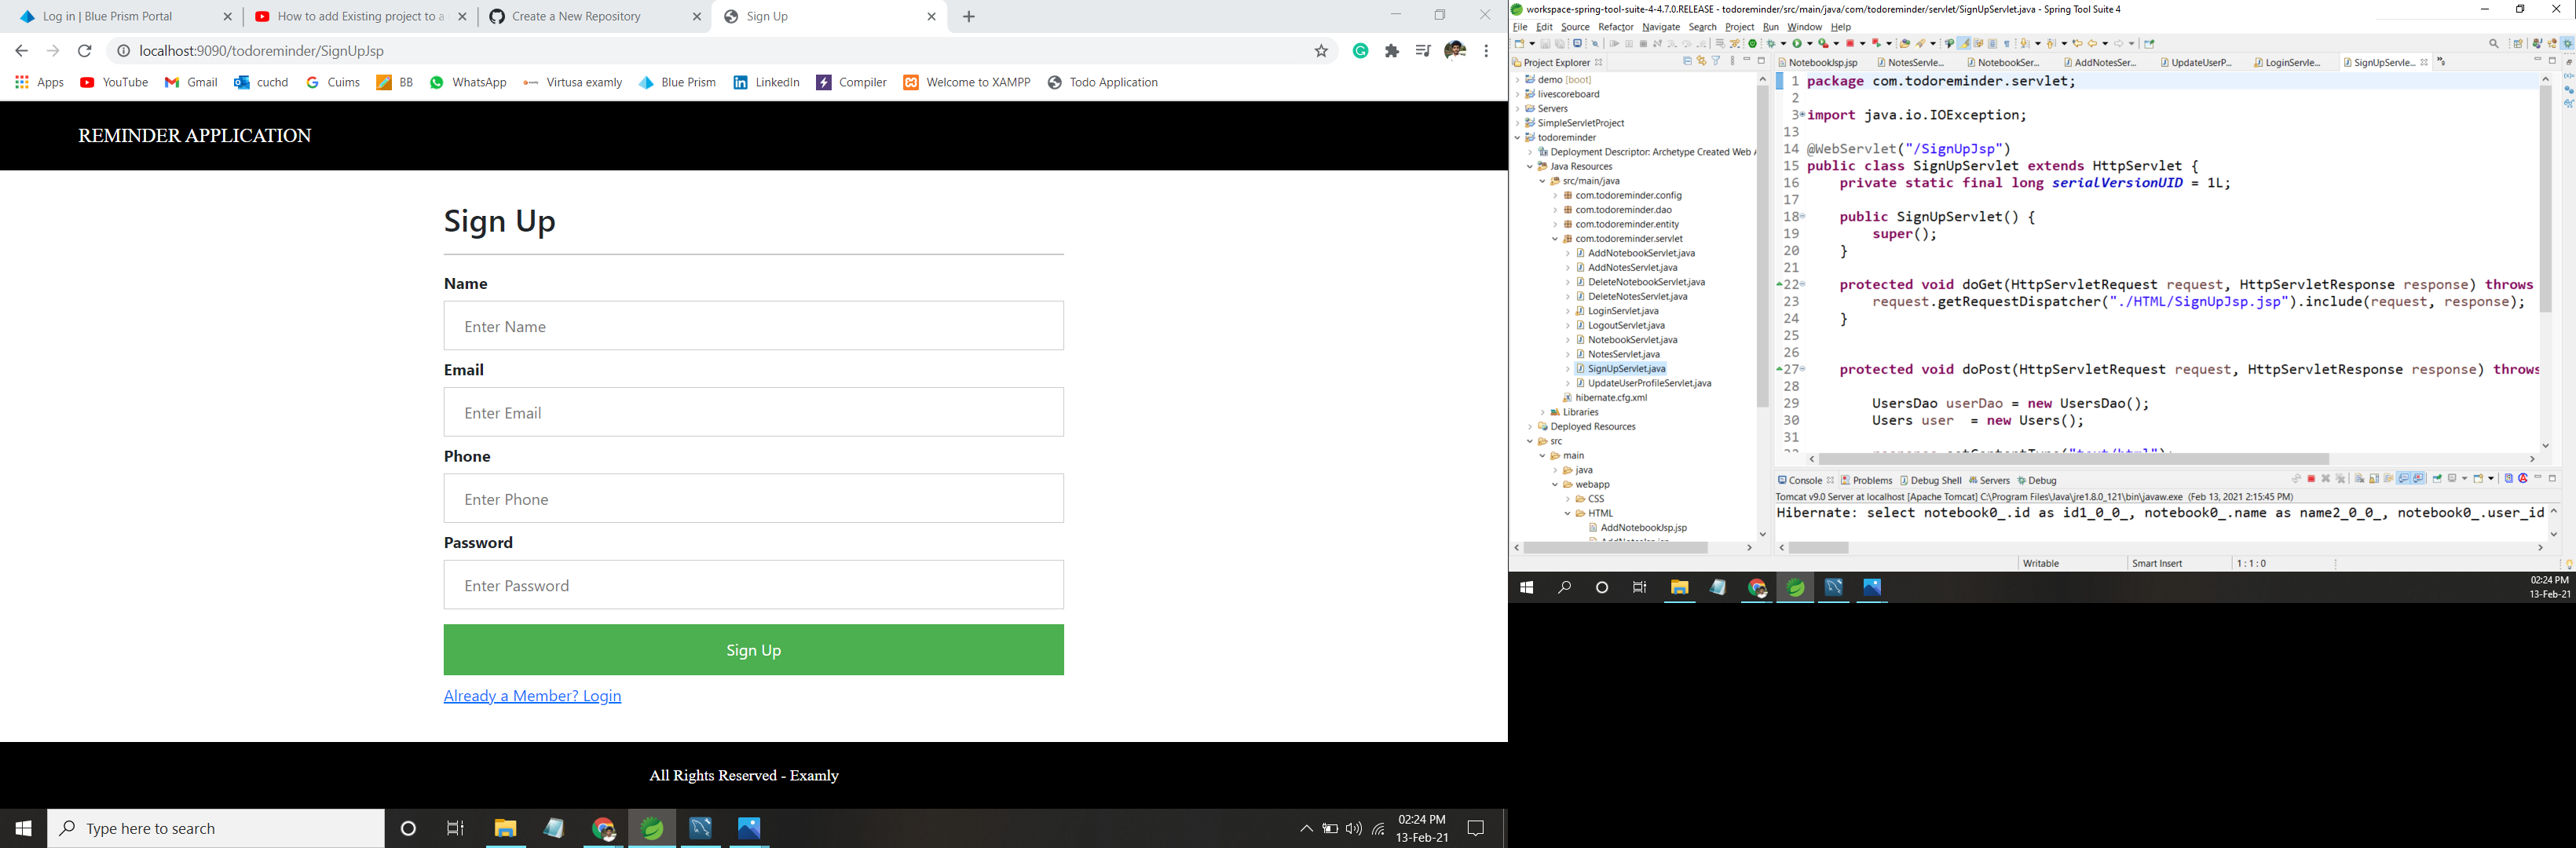 Log in | Blue Prism Portal
How to add Existing project to a
Create a New Repository
Sign Up
localhost:9090/todoreminder/SignUpJsp
Apps
YouTube
Gmail
cuchd
Cuims
BB
WhatsApp
Virtusa examly
Blue Prism
LinkedIn
Compiler
Welcome to XAMPP
Todo Application
REMINDER APPLICATION
Sign Up
Name
Enter Name
Email
Enter Email
Phone
Enter Phone
Password
Enter Password
Sign Up
Already a Member? Login
All Rights Reserved - Examly
Type here to search
02:24 PM
13-Feb-21
workspace-spring-tool-suite-4-4.7.0.RELEASE - todoreminder/src/main/java/com/todoreminder/servlet/SignUpServlet.java - Spring Tool Suite 4
File Edit Source Refactor Navigate Search Project Run Window Help
Project Explorer
demo [boot]
livescoreboard
Servers
SimpleServletProject
todoreminder
Deployment Descriptor: Archetype Created Web A
Java Resources
src/main/java
com.todoreminder.config
com.todoreminder.dao
com.todoreminder.entity
com.todoreminder.servlet
AddNotebookServlet.java
AddNotesServlet.java
DeleteNotebookServlet.java
DeleteNotesServlet.java
LoginServlet.java
LogoutServlet.java
NotebookServlet.java
NotesServlet.java
SignUpServlet.java
UpdateUserProfileServlet.java
hibernate.cfg.xml
Libraries
Deployed Resources
src
main
java
webapp
CSS
HTML
AddNotebookJsp.jsp
NotebookJsp.jsp
NotesServle...
NotebookSer...
AddNotesSer...
UpdateUserP...
LoginServle...
SignUpServle...
1 package com.todoreminder.servlet;
2
3 import java.io.IOException;
13
14 @WebServlet("/SignUpJsp")
15 public class SignUpServlet extends HttpServlet {
16 private static final long serialVersionUID = 1L;
17
18 public SignUpServlet() {
19 super();
20 }
21
22 protected void doGet(HttpServletRequest request, HttpServletResponse response) throws
23 request.getRequestDispatcher("./HTML/SignUpJsp.jsp").include(request, response);
24 }
25
26
27 protected void doPost(HttpServletRequest request, HttpServletResponse response) throws
28
29 UsersDao userDao = new UsersDao();
30 Users user = new Users();
31
Console
Problems
Debug Shell
Servers
Debug
Tomcat v9.0 Server at localhost [Apache Tomcat] C:\Program Files\Java\jre1.8.0_121\bin\javaw.exe (Feb 13, 2021 2:15:45 PM)
Hibernate: select notebook0_.id as id1_0_0_, notebook0_.name as name2_0_0_, notebook0_.user_id
Writable
Smart Insert
1 : 1 : 0
02:24 PM
13-Feb-21